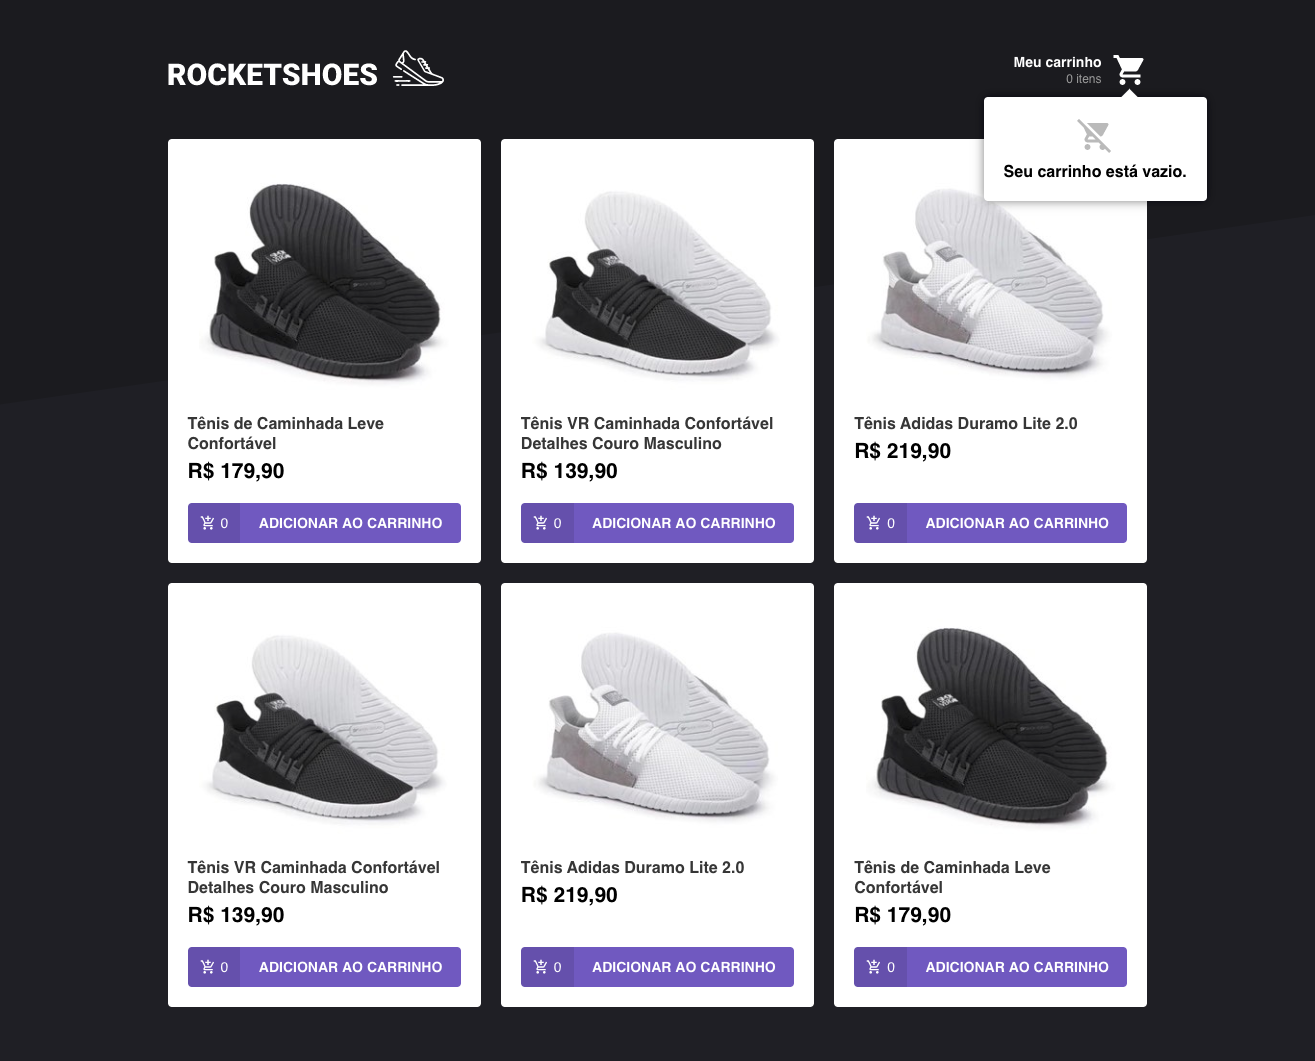 ROCKETSHOES
Meu carrinho
0 itens
Seu carrinho está vazio.
Tênis de Caminhada Leve
Confortável
R$ 179,90
0 ADICIONAR AO CARRINHO
Tênis VR Caminhada Confortável
Detalhes Couro Masculino
R$ 139,90
0 ADICIONAR AO CARRINHO
Tênis Adidas Duramo Lite 2.0
R$ 219,90
0 ADICIONAR AO CARRINHO
Tênis VR Caminhada Confortável
Detalhes Couro Masculino
R$ 139,90
0 ADICIONAR AO CARRINHO
Tênis Adidas Duramo Lite 2.0
R$ 219,90
0 ADICIONAR AO CARRINHO
Tênis de Caminhada Leve
Confortável
R$ 179,90
0 ADICIONAR AO CARRINHO